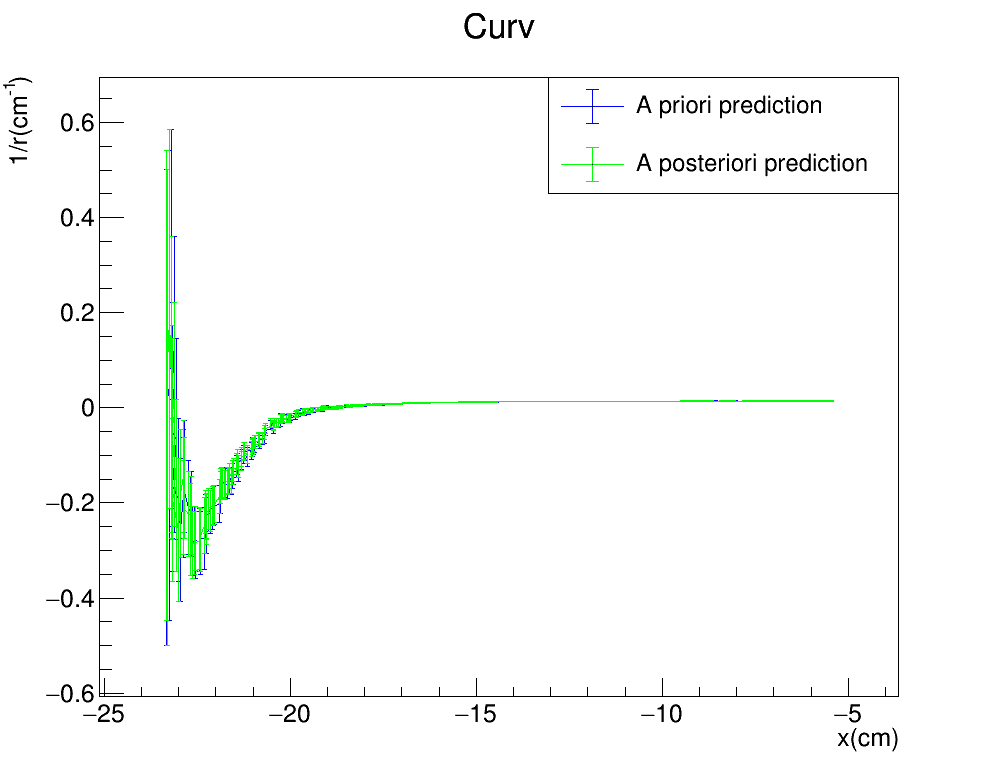 Curv
1/r(cm⁻¹)
A priori prediction
A posteriori prediction
0.6
0.4
0.2
0
−0.2
−0.4
−0.6
−25 −20 −15 −10 −5
x(cm)